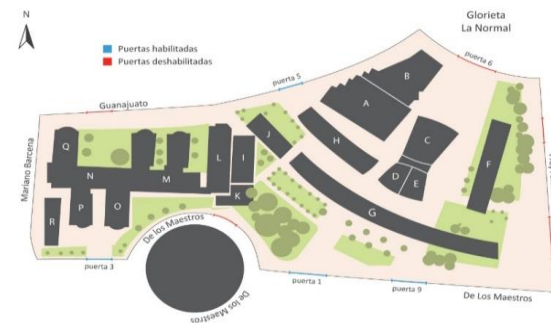 N
Glorieta
La Normal
Puertas habilitadas
Puertas deshabilitadas
puerta 6
puerta 5
Guanajuato
B
A
J
Q
L
I
H
C
Mariano Barcena
N
M
F
D
E
K
P
O
R
G
De los Maestros
puerta 3
De los Maestros
puerta 1
puerta 9
De Los Maestros